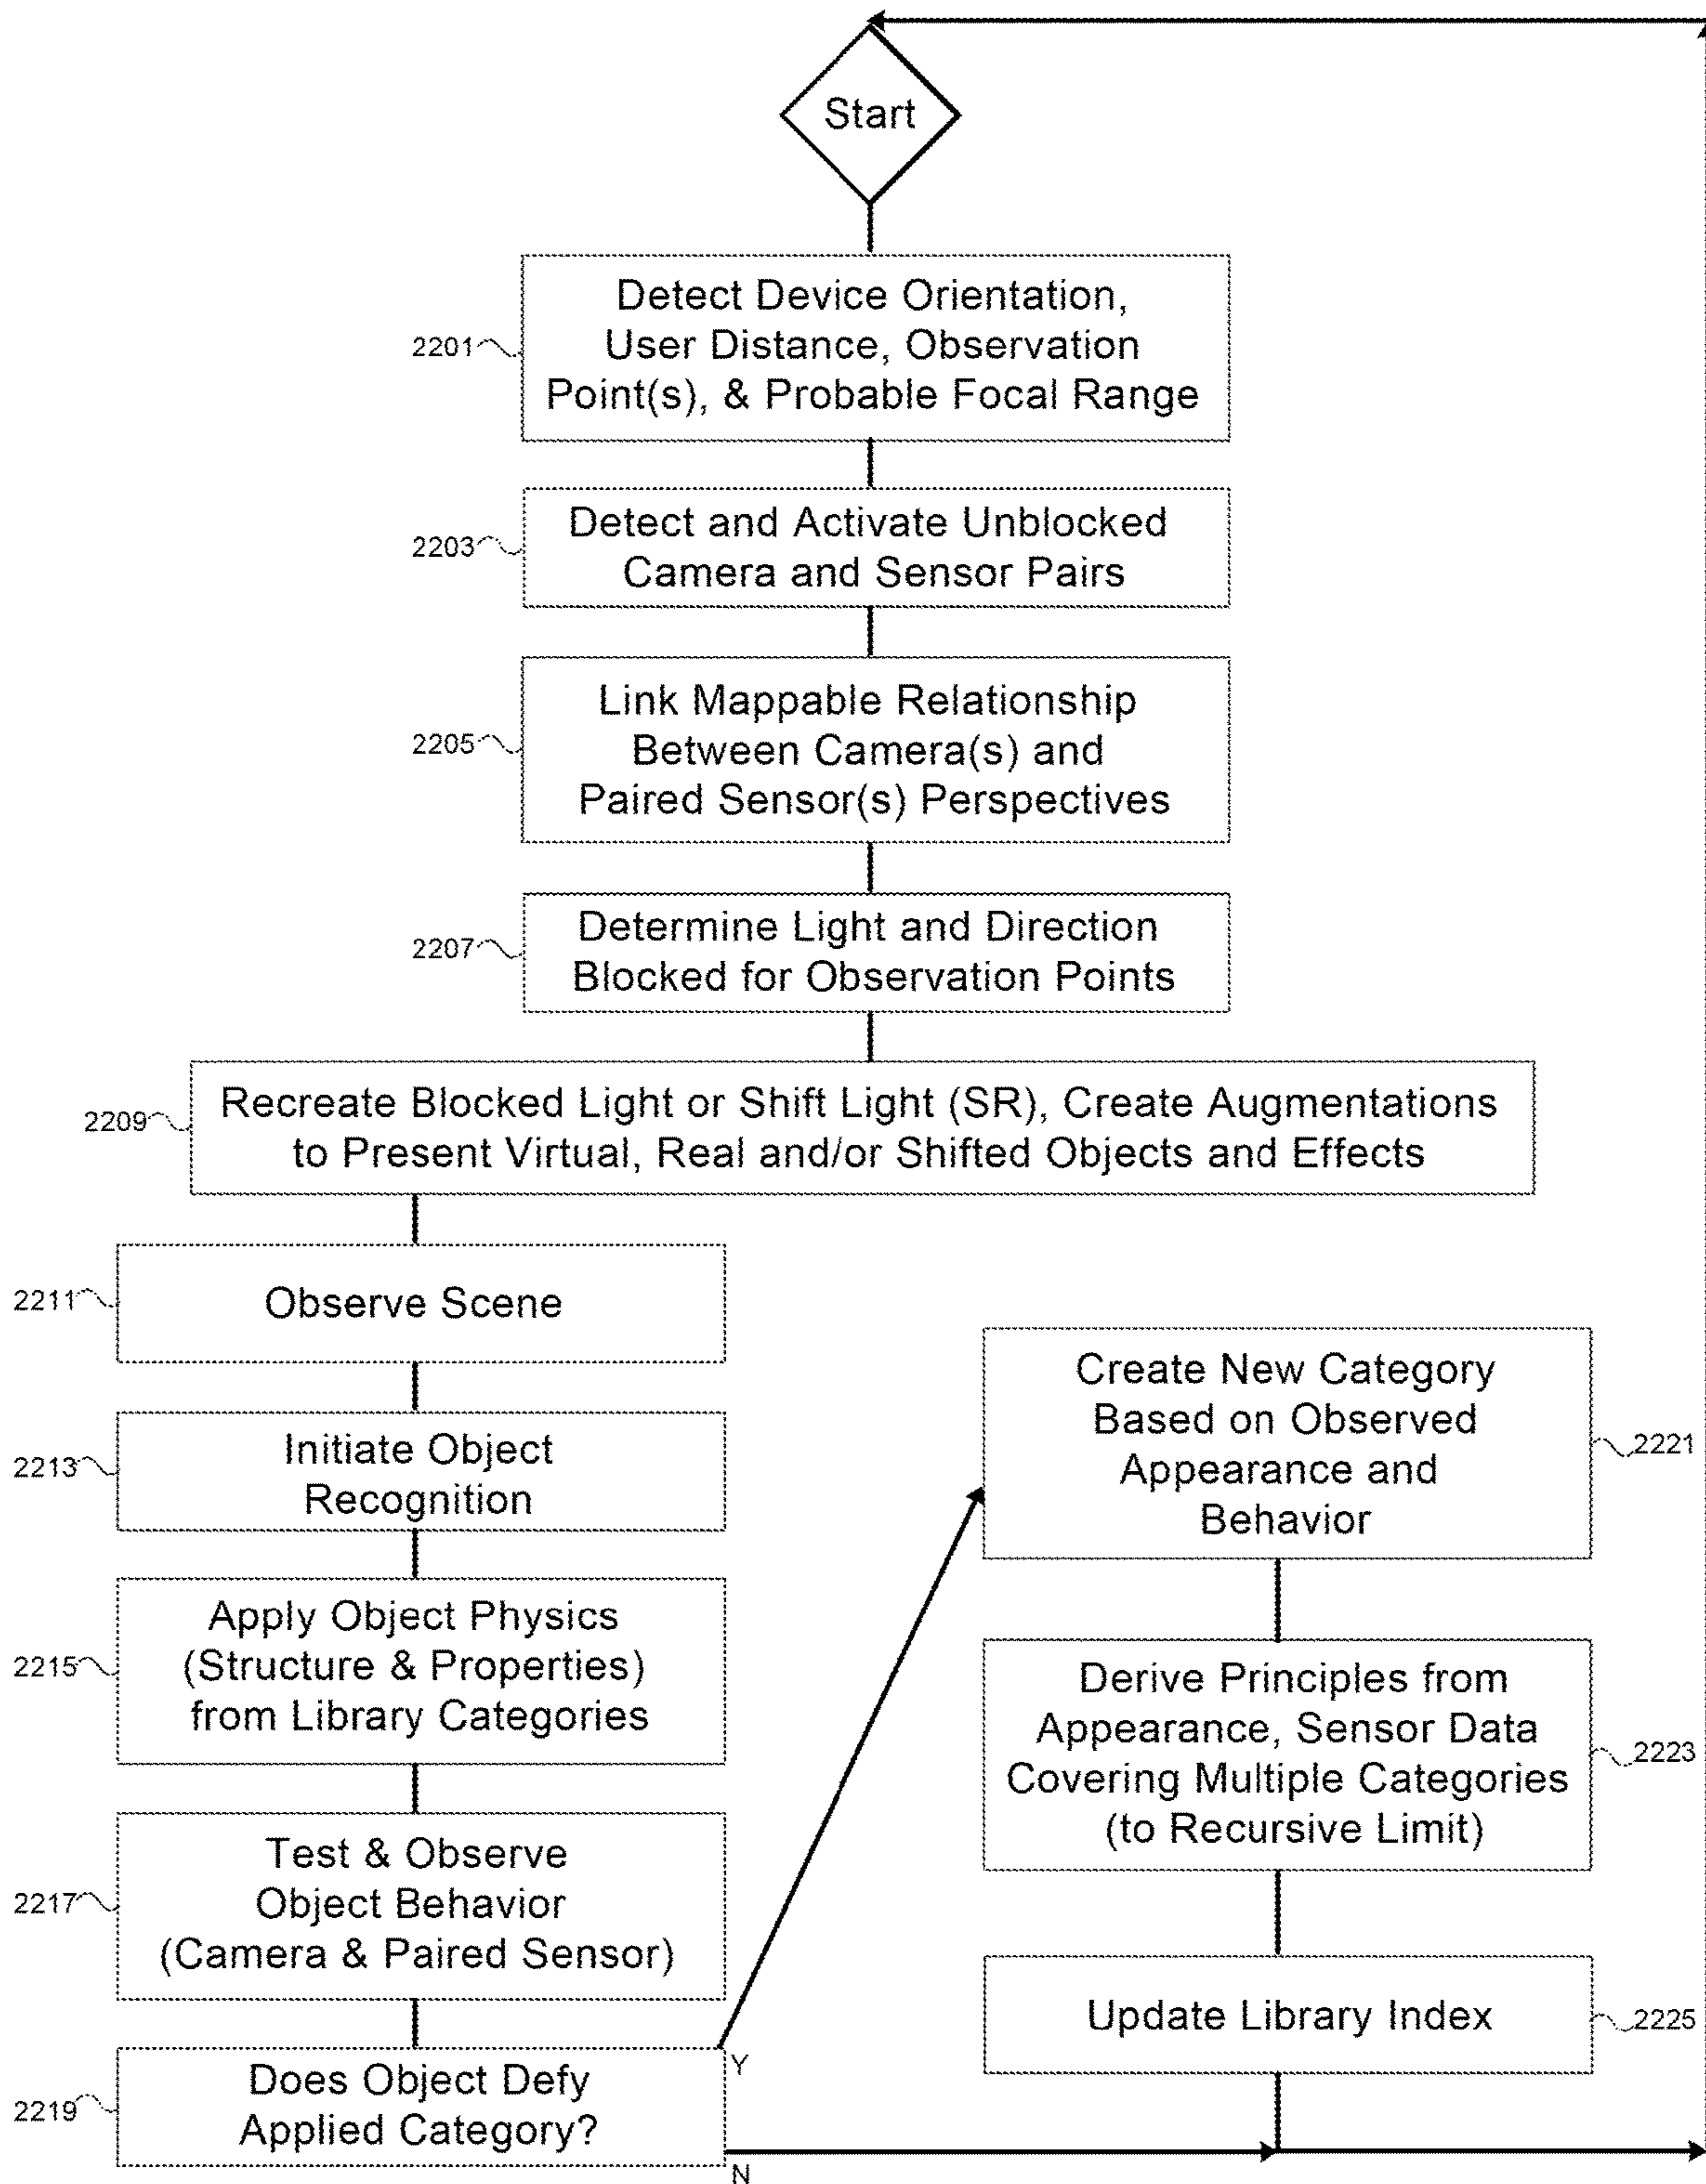 Start
2201
Detect Device Orientation,
User Distance, Observation
Point(s), & Probable Focal Range
2203
Detect and Activate Unblocked
Camera and Sensor Pairs
2205
Link Mappable Relationship
Between Camera(s) and
Paired Sensor(s) Perspectives
2207
Determine Light and Direction
Blocked for Observation Points
2209
Recreate Blocked Light or Shift Light (SR), Create Augmentations
to Present Virtual, Real and/or Shifted Objects and Effects
2211
Observe Scene
2213
Initiate Object
Recognition
2215
Apply Object Physics
(Structure & Properties)
from Library Categories
2217
Test & Observe
Object Behavior
(Camera & Paired Sensor)
2219
Does Object Defy
Applied Category?
Y
N
Create New Category
Based on Observed
Appearance and
Behavior
2221
Derive Principles from
Appearance, Sensor Data
Covering Multiple Categories
(to Recursive Limit)
2223
Update Library Index
2225